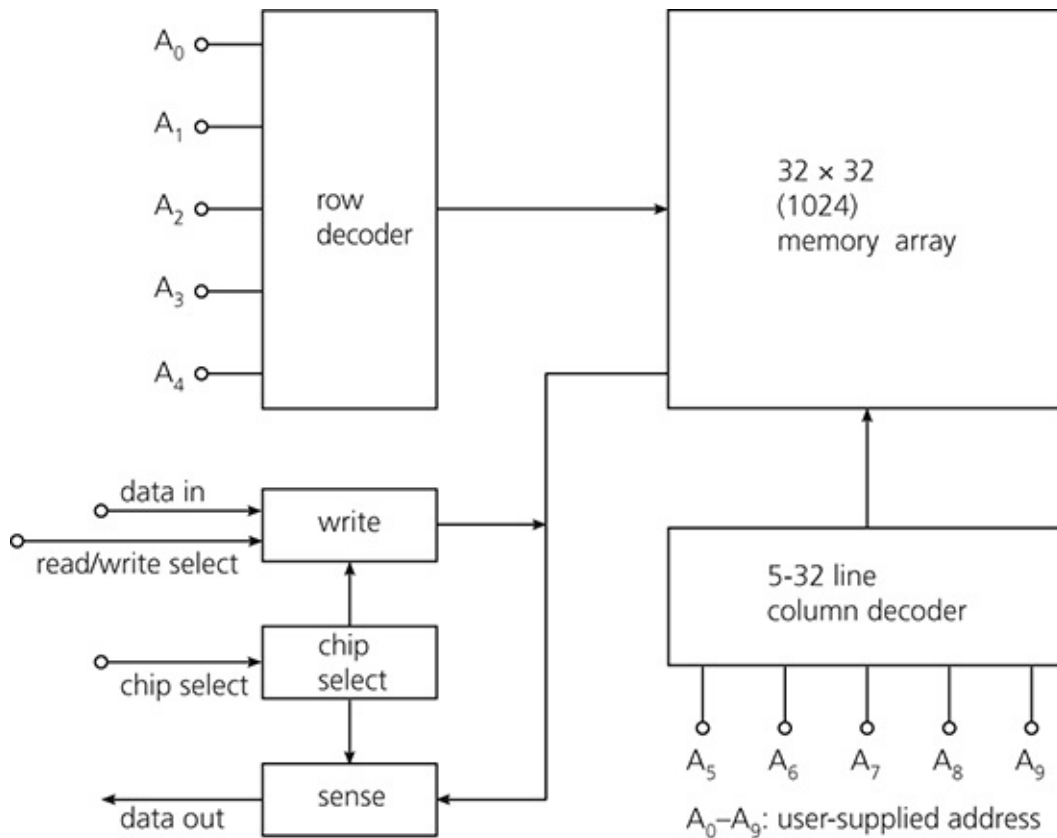 A₀
A₁
A₂
A₃
A₄
row
decoder
32 × 32
(1024)
memory array
data in
read/write select
write
chip select
chip
select
sense
data out
5-32 line
column decoder
A₅ A₆ A₇ A₈ A₉
A₀–A₉: user-supplied address